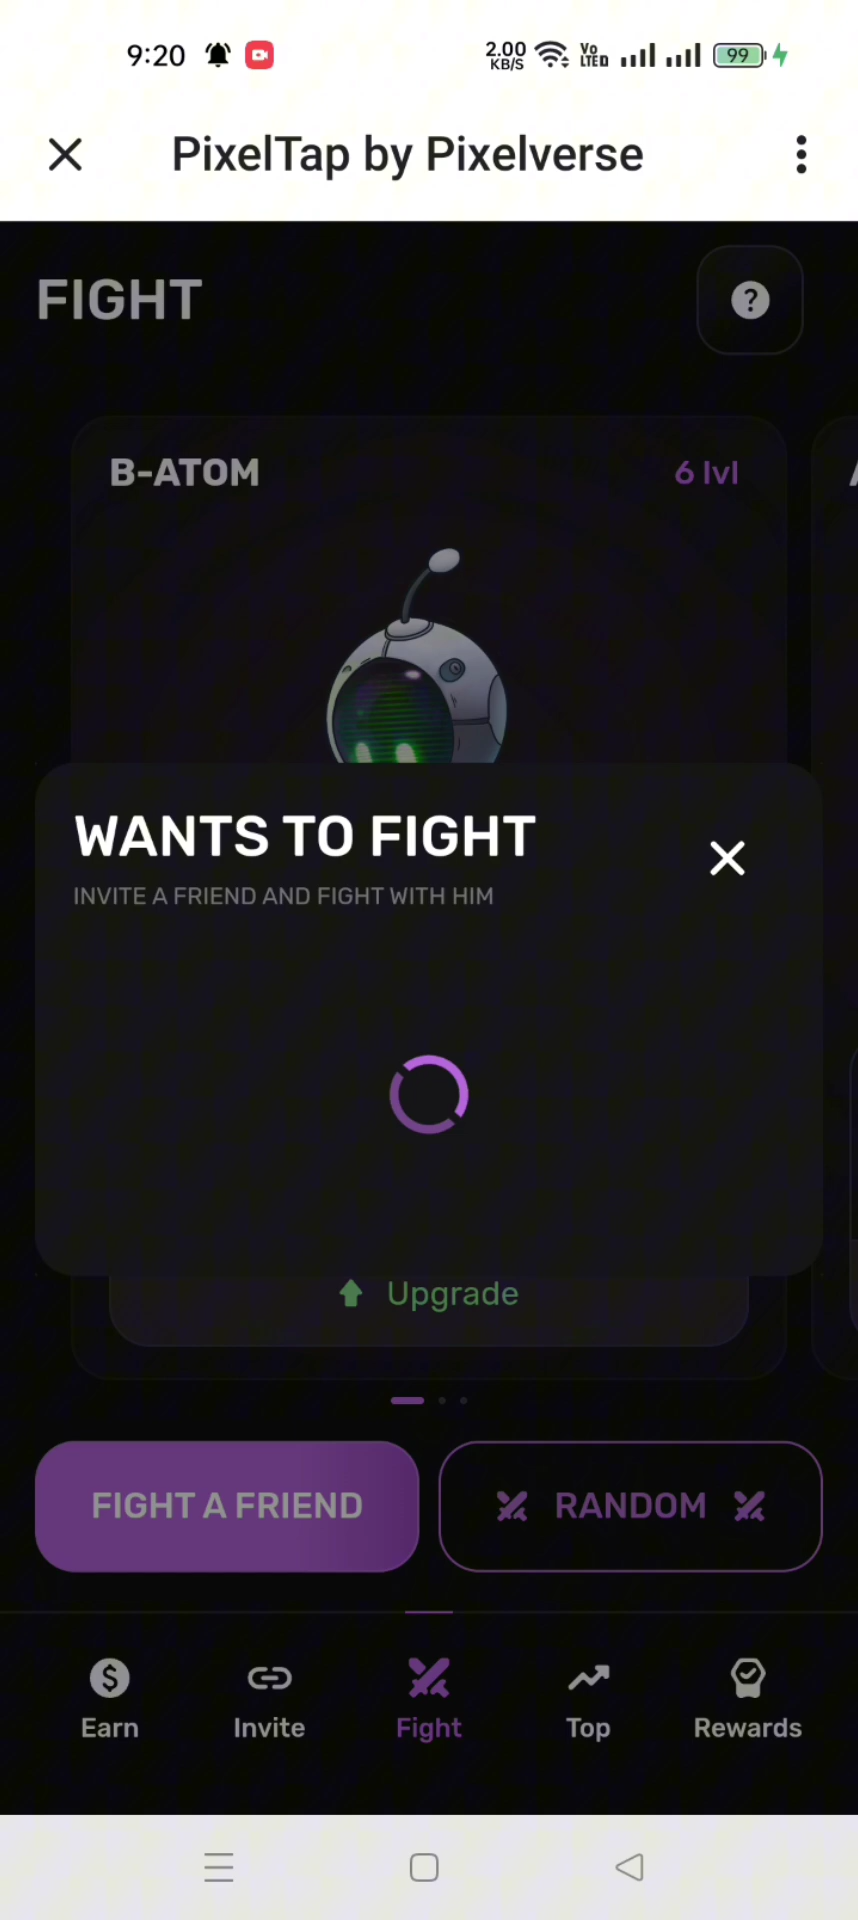 9:20 2.00 KB/S Vo LTED 99
PixelTap by Pixelverse
FIGHT
?
B-ATOM 6 lvl
WANTS TO FIGHT
INVITE A FRIEND AND FIGHT WITH HIM
Upgrade
FIGHT A FRIEND RANDOM
Earn Invite Fight Top Rewards